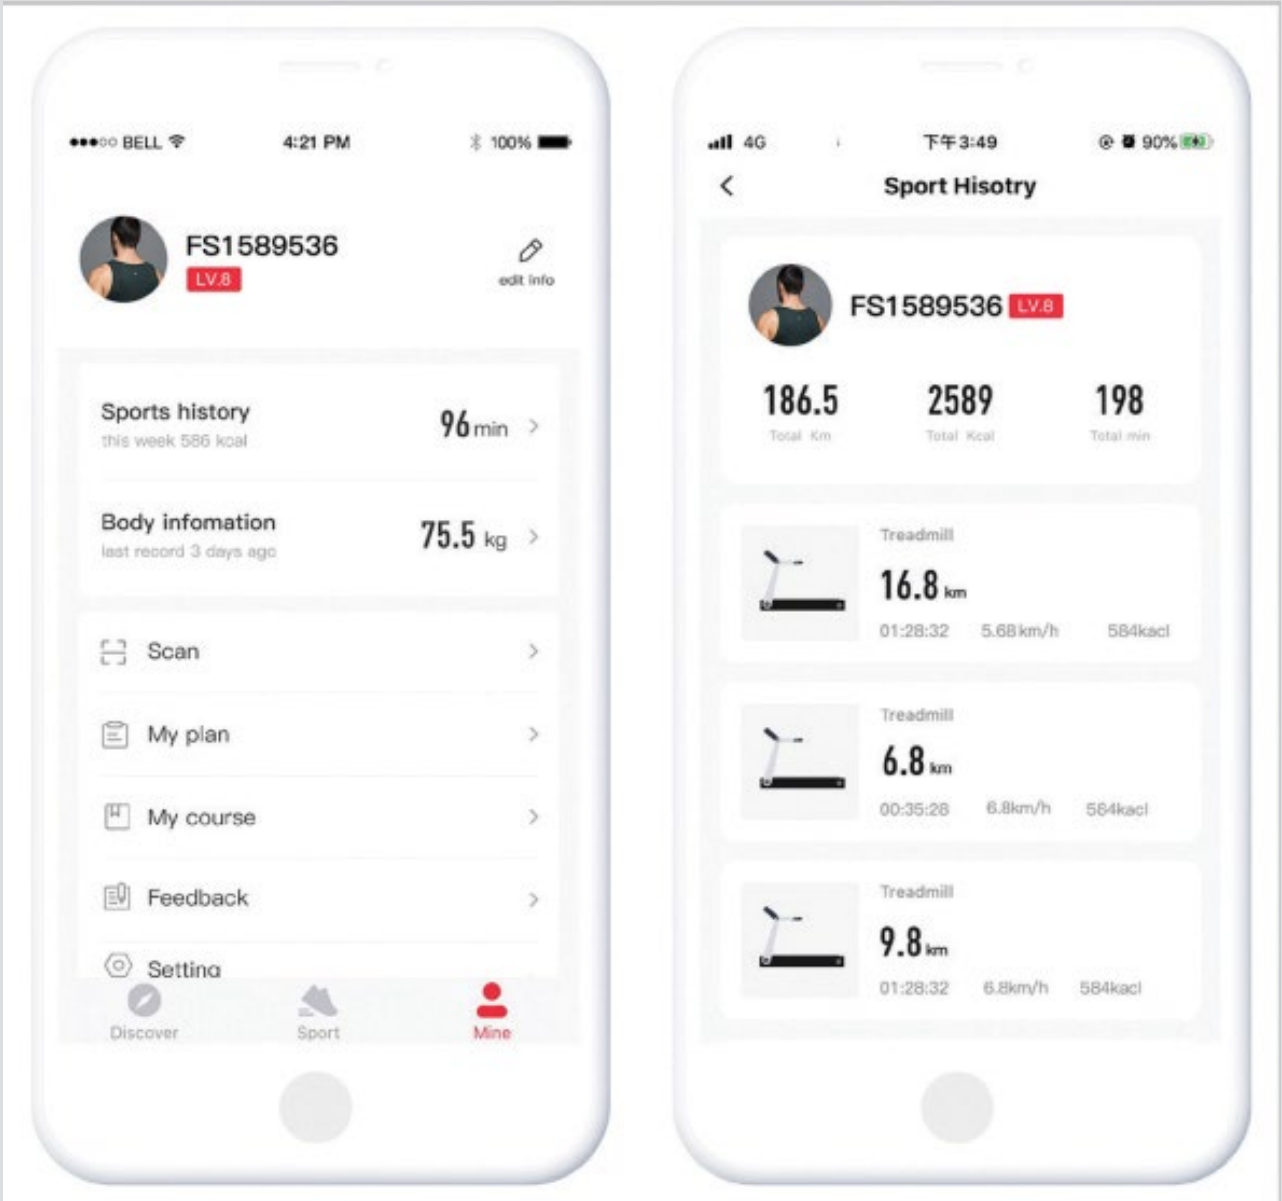 BELL 4:21 PM 100%
FS1589536
LV.8
edit info
Sports history
this week 586 kcal
96 min
Body infomation
last record 3 days ago
75.5 kg
Scan
My plan
My course
Feedback
Setting
Discover Sport Mine
4G 下午3:49 90%
Sport Hisotry
FS1589536 LV.8
186.5 2589 198
Total Km Total Kcal Total min
Treadmill
16.8 km
01:28:32 5.68km/h 584kacl
Treadmill
6.8 km
00:35:28 6.8km/h 584kacl
Treadmill
9.8 km
01:28:32 6.8km/h 584kacl